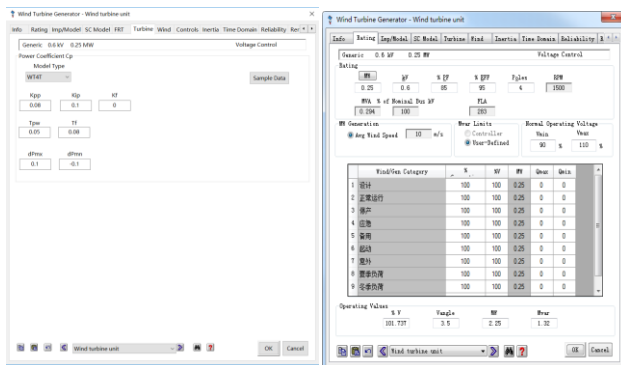 Wind Turbine Generator - Wind turbine unit
Info Rating Imp/Model SC Model FRT Turbine Wind Controls Inertia Time Domain Reliability
Generic 0.6 kV 0.25 MW Voltage Control
Power Coefficient Cp
Model Type
WTAT
Sample Data
Kpp Kip Kf
0.08 0.1 0
Tpw Tf
0.05 0.08
dPmx dPmn
0.1 -0.1
Wind turbine unit
OK Cancel
Wind Turbine Generator - Wind turbine unit
Info Rating Imp/Model SC Model Turbine Wind Inertia Time Domain Reliability
Generic 0.6 kV 0.25 MW Voltage Control
Rating
MW kV % PF % EFF Poles RPM
0.25 0.6 85 95 4 1500
MVA % of Nominal Bus kV FLA
0.294 100 283
MW Generation Mvar Limits Normal Operating Voltage
Avg Wind Speed 10 m/s Controller Vmin Vmax
User-Defined 90 % 110 %
Wind/Gen Category % %V MW Qmax Qmin
1 设计 100 100 0.25 0 0
2 正常运行 100 100 0.25 0 0
3 停产 100 100 0.25 0 0
4 应急 100 100 0.25 0 0
5 备用 100 100 0.25 0 0
6 起动 100 100 0.25 0 0
7 意外 100 100 0.25 0 0
8 夏季负荷 100 100 0.25 0 0
9 冬季负荷 100 100 0.25 0 0
Operating Values
% V Vangle MW Mvar
101.737 3.5 2.25 1.32
Wind turbine unit
OK Cancel